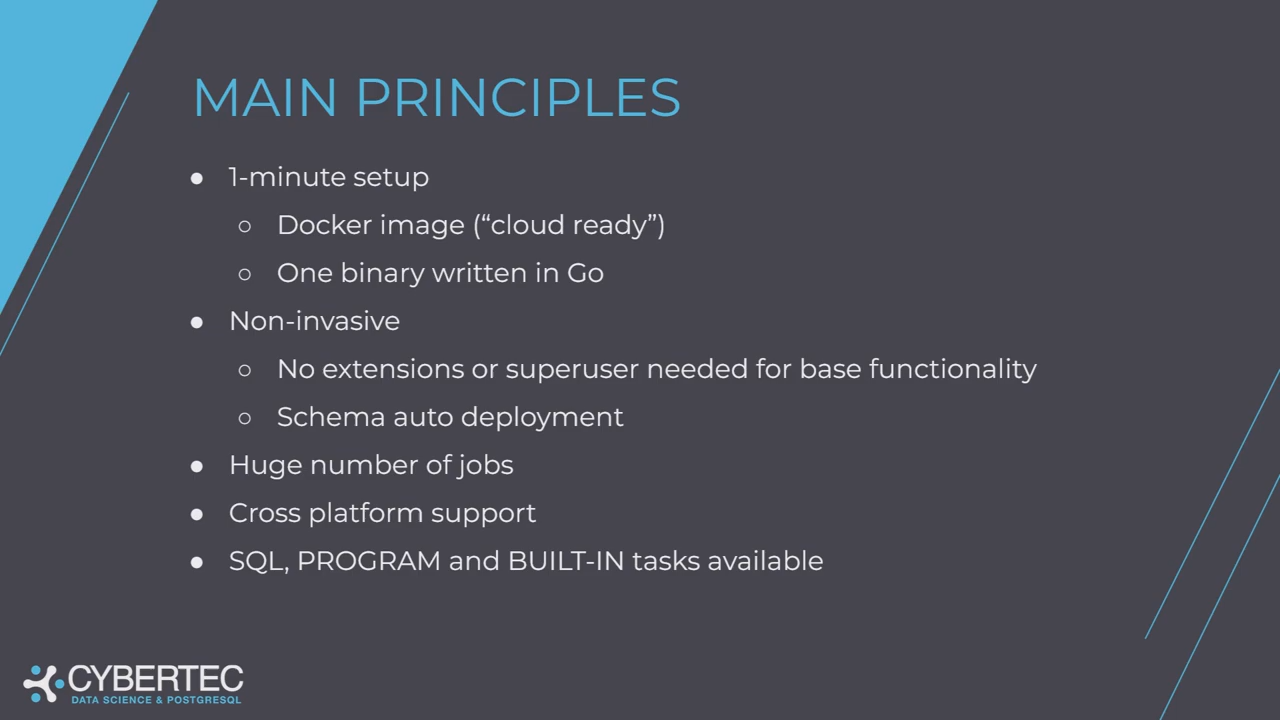 MAIN PRINCIPLES
● 1-minute setup
○ Docker image (“cloud ready”)
○ One binary written in Go
● Non-invasive
○ No extensions or superuser needed for base functionality
○ Schema auto deployment
● Huge number of jobs
● Cross platform support
● SQL, PROGRAM and BUILT-IN tasks available
CYBERTEC
DATA SCIENCE & POSTGRESQL